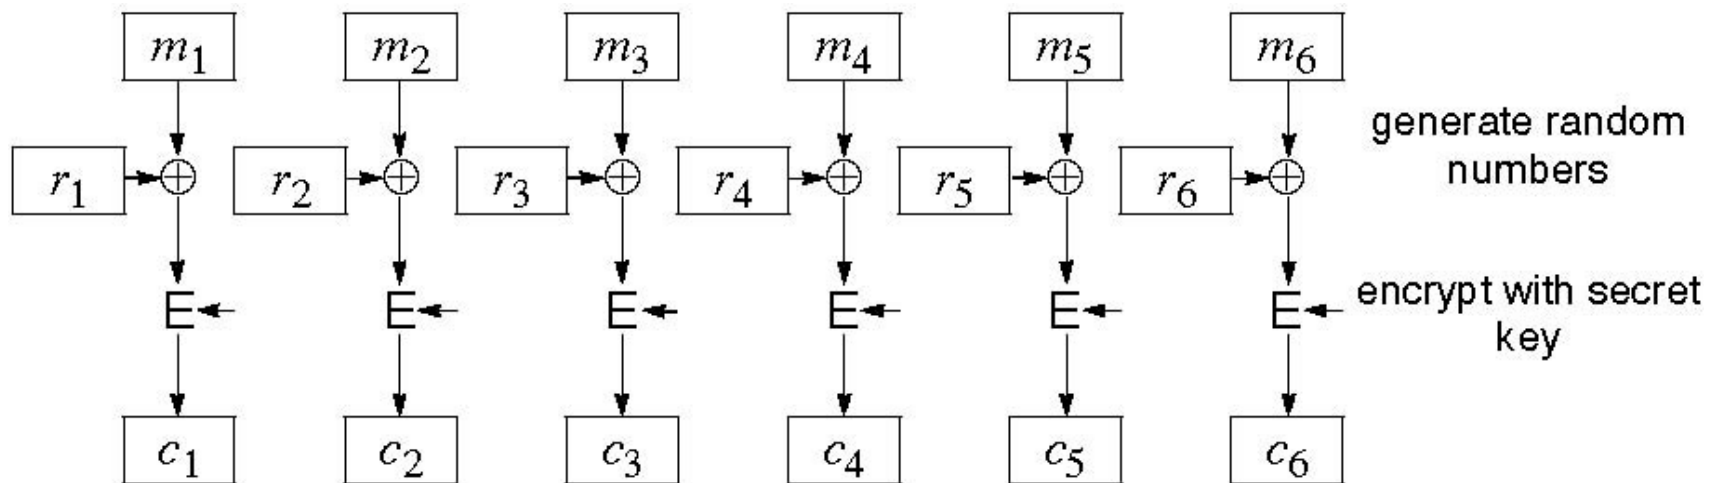 m₁ m₂ m₃ m₄ m₅ m₆
generate random
numbers
r₁ r₂ r₃ r₄ r₅ r₆
E E E E E E
encrypt with secret
key
c₁ c₂ c₃ c₄ c₅ c₆